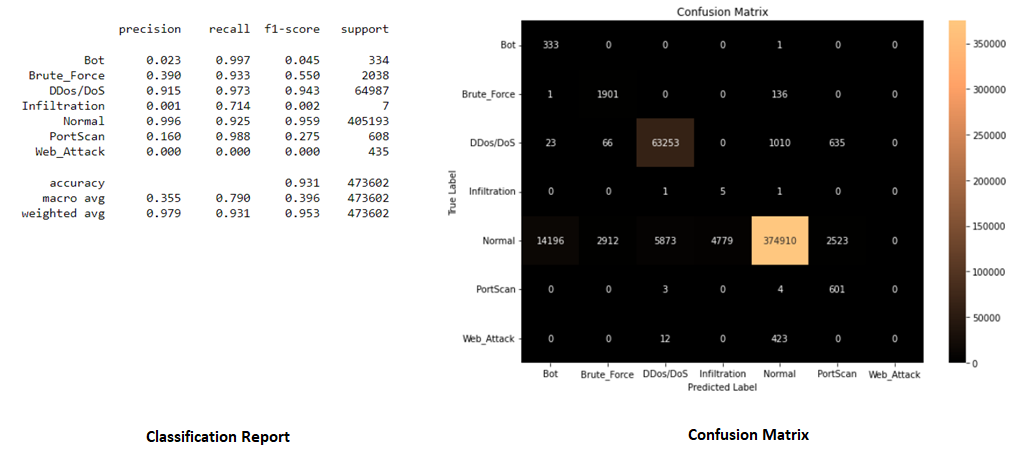 precision recall f1-score support
Bot 0.023 0.997 0.045 334
Brute_Force 0.390 0.933 0.550 2038
DDos/DoS 0.915 0.973 0.943 64987
Infiltration 0.001 0.714 0.002 7
Normal 0.996 0.925 0.959 405193
PortScan 0.160 0.988 0.275 608
Web_Attack 0.000 0.000 0.000 435
accuracy 0.931 473602
macro avg 0.355 0.790 0.396 473602
weighted avg 0.979 0.931 0.953 473602
Classification Report
Confusion Matrix
True Label
Bot 333 0 0 0 1 0 0
Brute_Force 1 1901 0 0 136 0 0
DDos/DoS 23 66 63253 0 1010 635 0
Infiltration 0 0 1 5 1 0 0
Normal 14196 2912 5873 4779 374910 2523 0
PortScan 0 0 3 0 4 601 0
Web_Attack 0 0 12 0 423 0 0
Bot Brute_Force DDos/DoS Infiltration Normal PortScan Web_Attack
Predicted Label
350000
300000
250000
200000
150000
100000
50000
0
Confusion Matrix